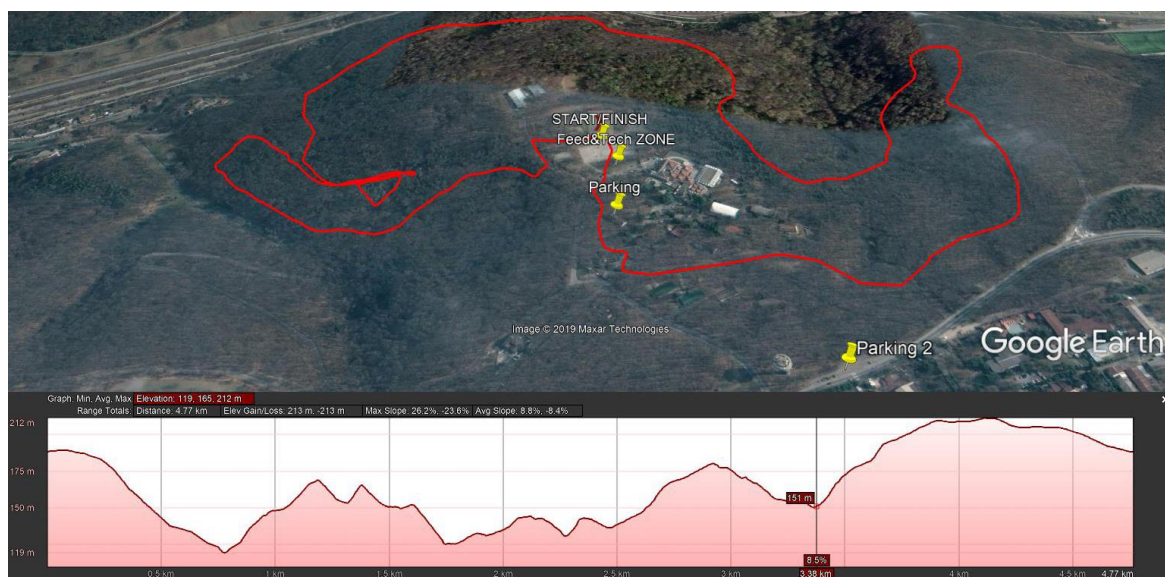 START/FINISH
Feed&Tech ZONE
Parking
Image © 2019 Maxar Technologies
Google Earth
Parking 2
Graph: Min, Avg, Max Elevation: 119, 165, 212 m
Range Totals: Distance: 4.77 km Elev Gain/Loss: 213 m, -213 m Max Slope: 26.2%, -23.6% Avg Slope: 8.8%, -8.4%
212 m
175 m
150 m
151 m
119 m
8.5%
0.5 km 1 km 1.5 km 2 km 2.5 km 3 km 3.38 km 4 km 4.5 km 4.77 km